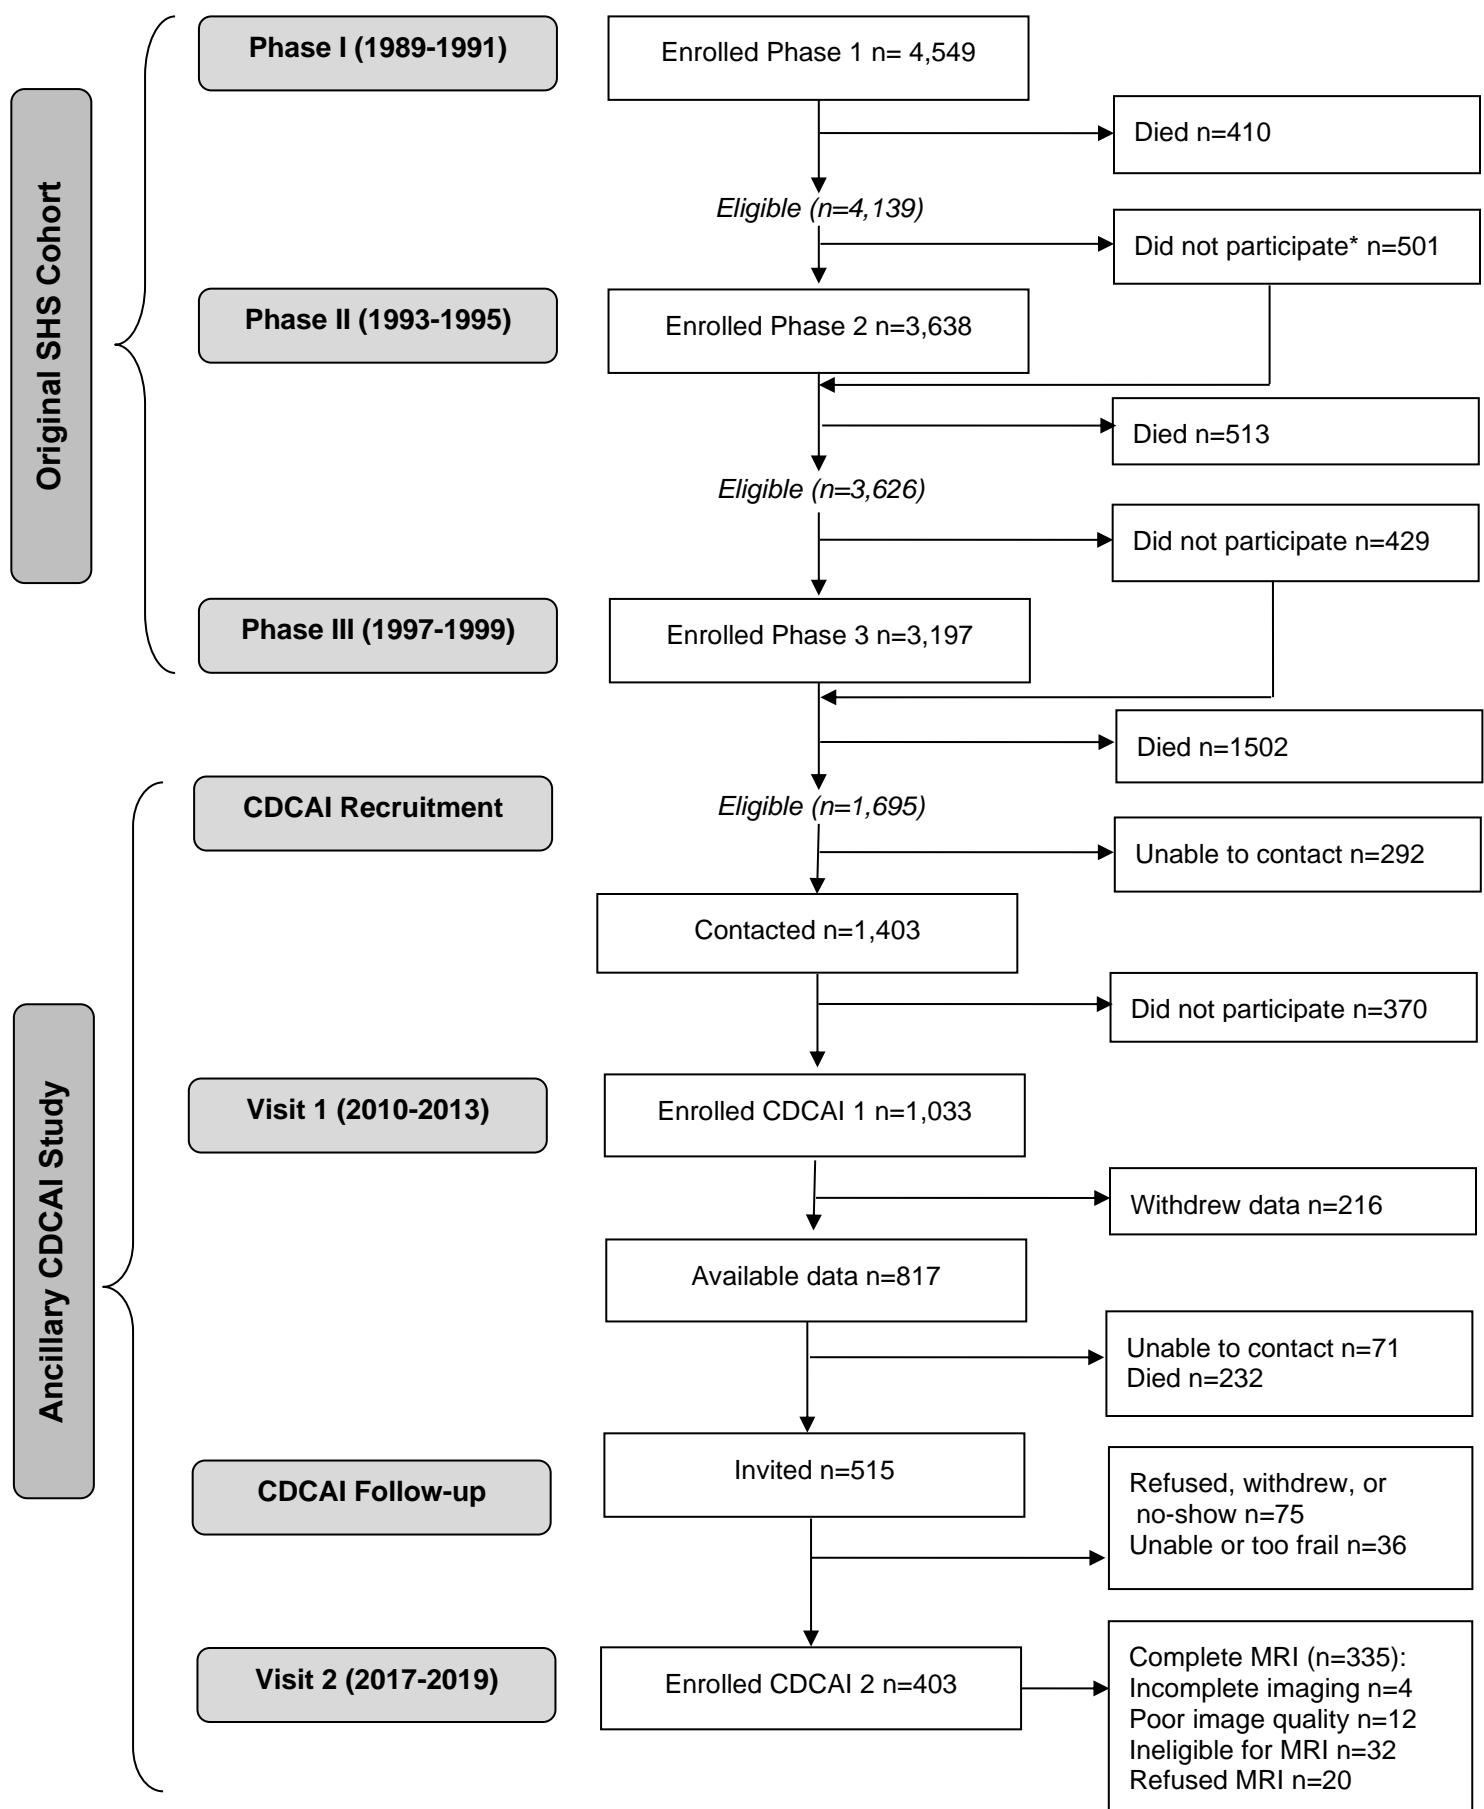 Original SHS Cohort
Phase I (1989-1991)
Enrolled Phase 1 n= 4,549
Died n=410
Eligible (n=4,139)
Did not participate* n=501
Phase II (1993-1995)
Enrolled Phase 2 n=3,638
Died n=513
Eligible (n=3,626)
Did not participate n=429
Phase III (1997-1999)
Enrolled Phase 3 n=3,197
Died n=1502
Ancillary CDCAI Study
CDCAI Recruitment
Eligible (n=1,695)
Unable to contact n=292
Contacted n=1,403
Did not participate n=370
Visit 1 (2010-2013)
Enrolled CDCAI 1 n=1,033
Withdrew data n=216
Available data n=817
Unable to contact n=71
Died n=232
CDCAI Follow-up
Invited n=515
Refused, withdrew, or
no-show n=75
Unable or too frail n=36
Visit 2 (2017-2019)
Enrolled CDCAI 2 n=403
Complete MRI (n=335):
Incomplete imaging n=4
Poor image quality n=12
Ineligible for MRI n=32
Refused MRI n=20